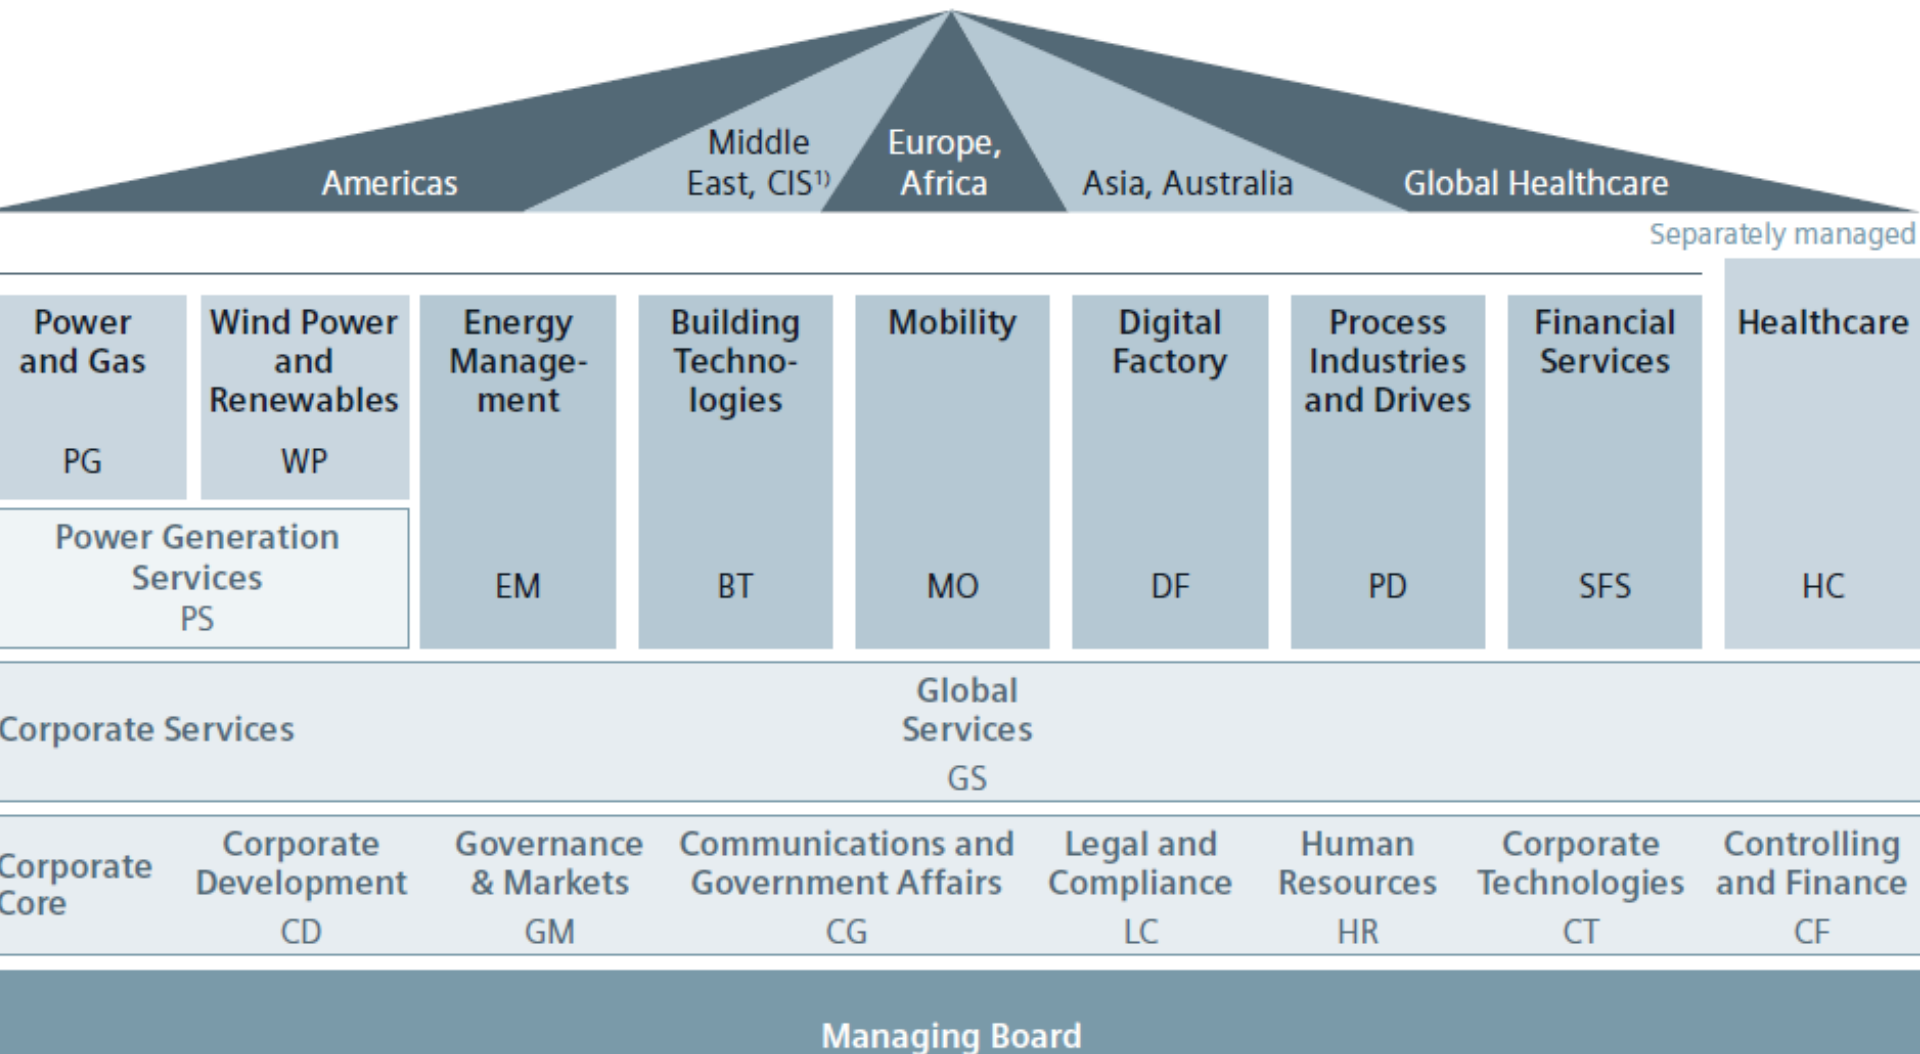 Americas
Middle
East, CIS¹⁾
Europe,
Africa
Asia, Australia
Global Healthcare
Separately managed
Power
and Gas
PG
Wind Power
and
Renewables
WP
Power Generation
Services
PS
Energy
Manage-
ment
EM
Building
Techno-
logies
BT
Mobility
MO
Digital
Factory
DF
Process
Industries
and Drives
PD
Financial
Services
SFS
Healthcare
HC
Corporate Services
Global
Services
GS
Corporate
Core
Corporate
Development
CD
Governance
& Markets
GM
Communications and
Government Affairs
CG
Legal and
Compliance
LC
Human
Resources
HR
Corporate
Technologies
CT
Controlling
and Finance
CF
Managing Board